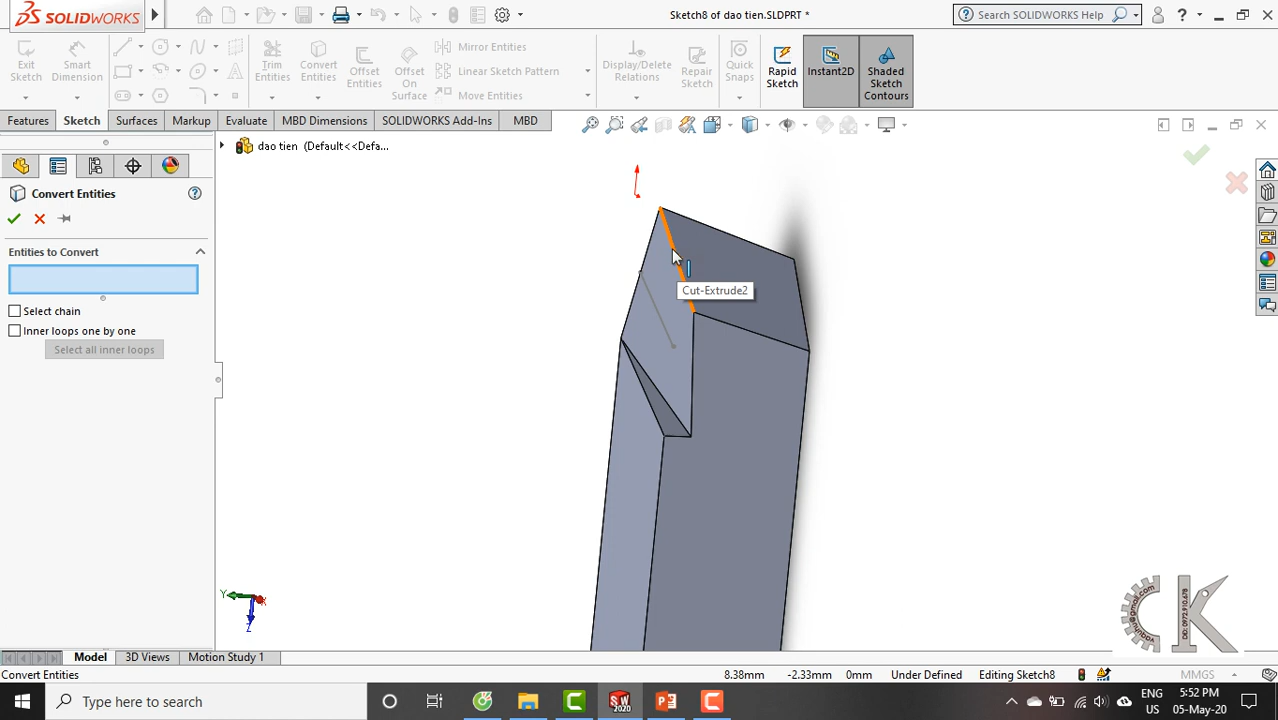 SOLIDWORKS
Sketch8 of dao tien.SLDPRT *
Search SOLIDWORKS Help
Exit Sketch
Smart Dimension
Trim Entities
Convert Entities
Offset Entities
Offset On Surface
Mirror Entities
Linear Sketch Pattern
Move Entities
Display/Delete Relations
Repair Sketch
Quick Snaps
Rapid Sketch
Instant2D
Shaded Sketch Contours
Features
Sketch
Surfaces
Markup
Evaluate
MBD Dimensions
SOLIDWORKS Add-Ins
MBD
dao tien (Default<<Defa...
Convert Entities
Entities to Convert
Select chain
Inner loops one by one
Select all inner loops
Cut-Extrude2
Y
X
Z
Model
3D Views
Motion Study 1
Convert Entities
8.38mm
-2.33mm
0mm
Under Defined
Editing Sketch8
MMGS
Type here to search
ENG
US
5:52 PM
05-May-20